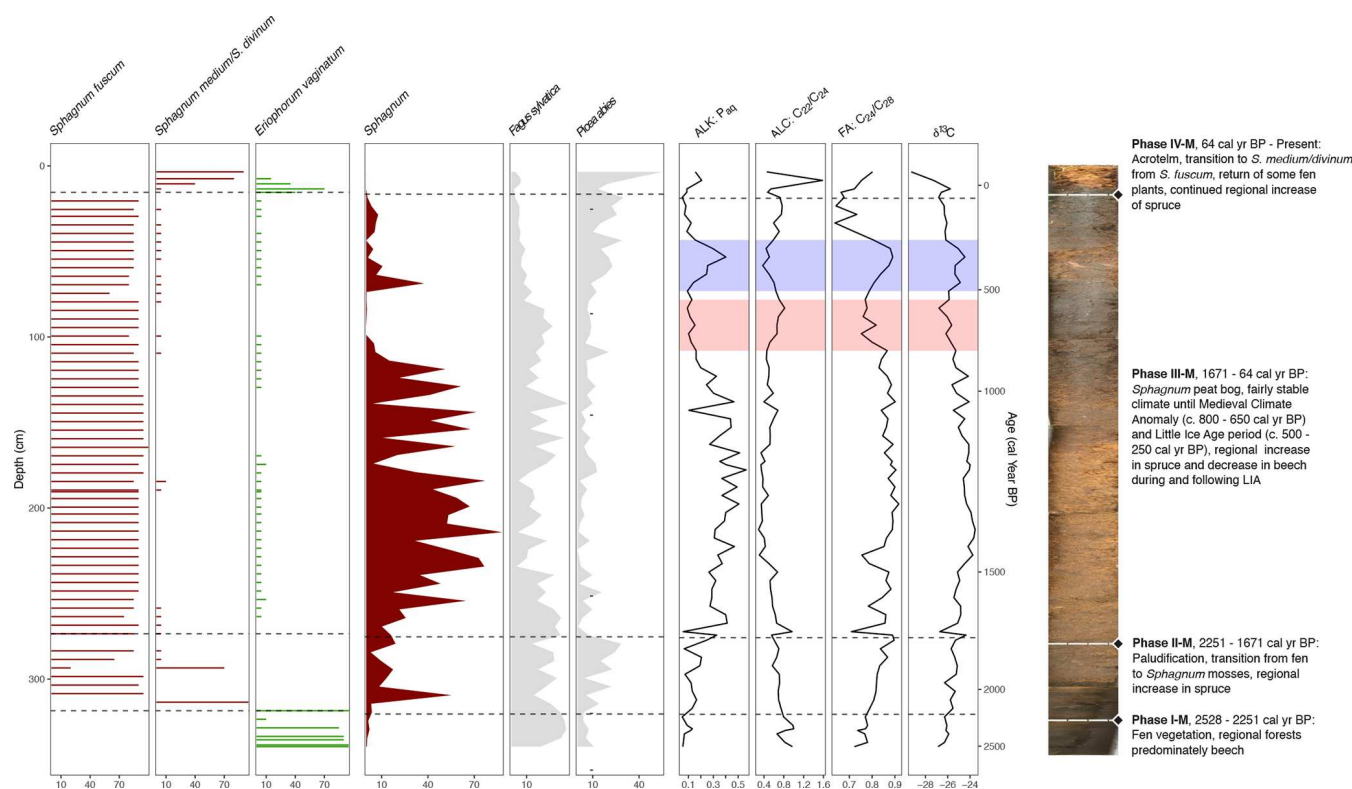 Sphagnum fuscum
Sphagnum medium/S. divinum
Eriophorum vaginatum
Sphagnum
Fagus sylvatica
Picea abies
ALK: Paq
ALC: C22/C24
FA: C24/C28
δ13C
Depth (cm)
0
100
200
300
10 40 70
10 40 70
10 40 70
10 40 70
10
10
0.1 0.3 0.5
0.4 0.8 1.2 1.6
0.7 0.8 0.9
−28 −26 −24
Age (cal Year BP)
0
500
1000
1500
2000
2500
Phase IV-M, 64 cal yr BP - Present:
Acrotelm, transition to S. medium/divinum
from S. fuscum, return of some fen
plants, continued regional increase
of spruce
Phase III-M, 1671 - 64 cal yr BP:
Sphagnum peat bog, fairly stable
climate until Medieval Climate
Anomaly (c. 800 - 650 cal yr BP)
and Little Ice Age period (c. 500 -
250 cal yr BP), regional increase
in spruce and decrease in beech
during and following LIA
Phase II-M, 2251 - 1671 cal yr BP:
Paludification, transition from fen
to Sphagnum mosses, regional
increase in spruce
Phase I-M, 2528 - 2251 cal yr BP:
Fen vegetation, regional forests
predominately beech